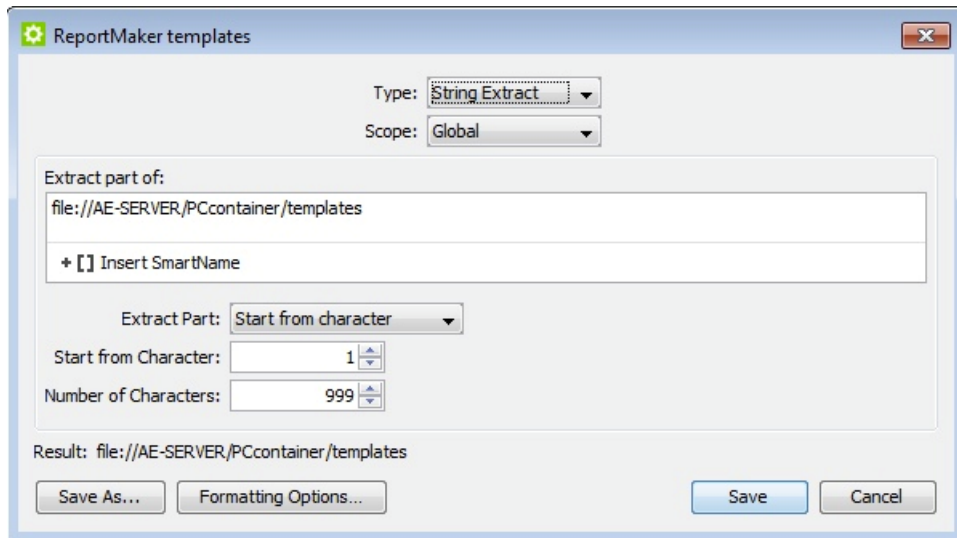 ReportMaker templates
Type: String Extract
Scope: Global
Extract part of:
file://AE-SERVER/PCcontainer/templates
+ [ ] Insert SmartName
Extract Part: Start from character
Start from Character: 1
Number of Characters: 999
Result: file://AE-SERVER/PCcontainer/templates
Save As... Formatting Options... Save Cancel